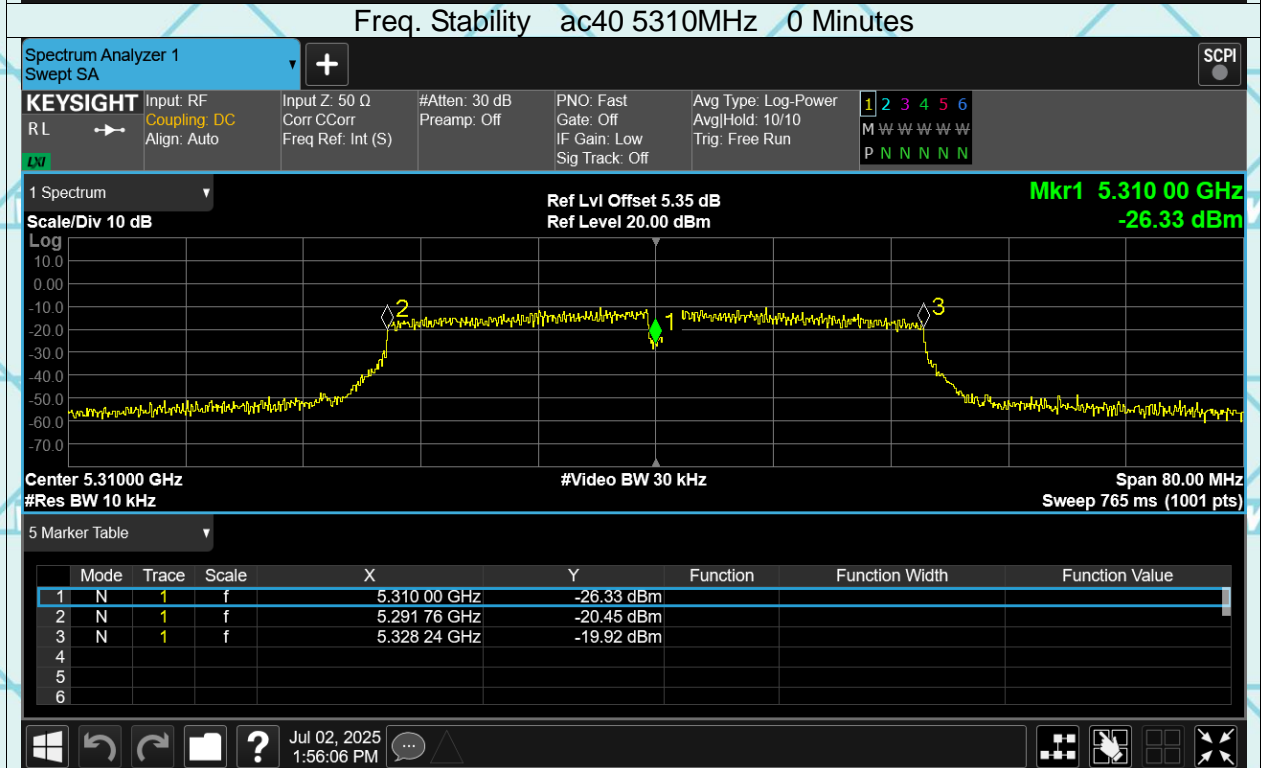 Freq. Stability ac40 5310MHz 0 Minutes
Spectrum Analyzer 1
Swept SA
+
SCPI
KEYSIGHT
R L
LXI
Input: RF
Coupling: DC
Align: Auto
Input Z: 50 Ω
Corr CCorr
Freq Ref: Int (S)
#Atten: 30 dB
Preamp: Off
PNO: Fast
Gate: Off
IF Gain: Low
Sig Track: Off
Avg Type: Log-Power
Avg|Hold: 10/10
Trig: Free Run
1 2 3 4 5 6
M W W W W W W
P N N N N N N
1 Spectrum
Scale/Div 10 dB
Ref Lvl Offset 5.35 dB
Ref Level 20.00 dBm
Mkr1 5.310 00 GHz
-26.33 dBm
Log
10.0
0.00
-10.0
-20.0
-30.0
-40.0
-50.0
-60.0
-70.0
2
1
3
Center 5.31000 GHz
#Video BW 30 kHz
Span 80.00 MHz
#Res BW 10 kHz
Sweep 765 ms (1001 pts)
5 Marker Table
Mode Trace Scale X Y Function Function Width Function Value
1 N 1 f 5.310 00 GHz -26.33 dBm
2 N 1 f 5.291 76 GHz -20.45 dBm
3 N 1 f 5.328 24 GHz -19.92 dBm
4
5
6
?
Jul 02, 2025
1:56:06 PM